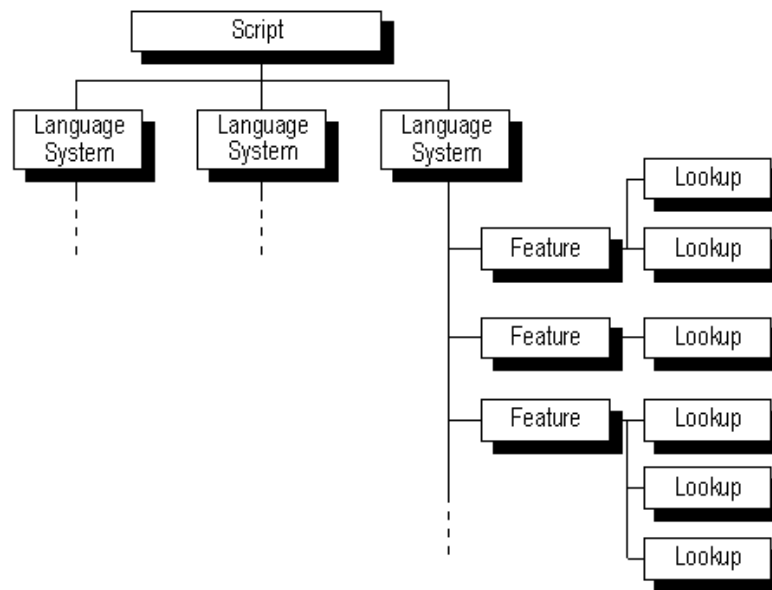 Script
Language
System
Language
System
Language
System
Lookup
Feature
Lookup
Feature
Lookup
Feature
Lookup
Lookup
Lookup